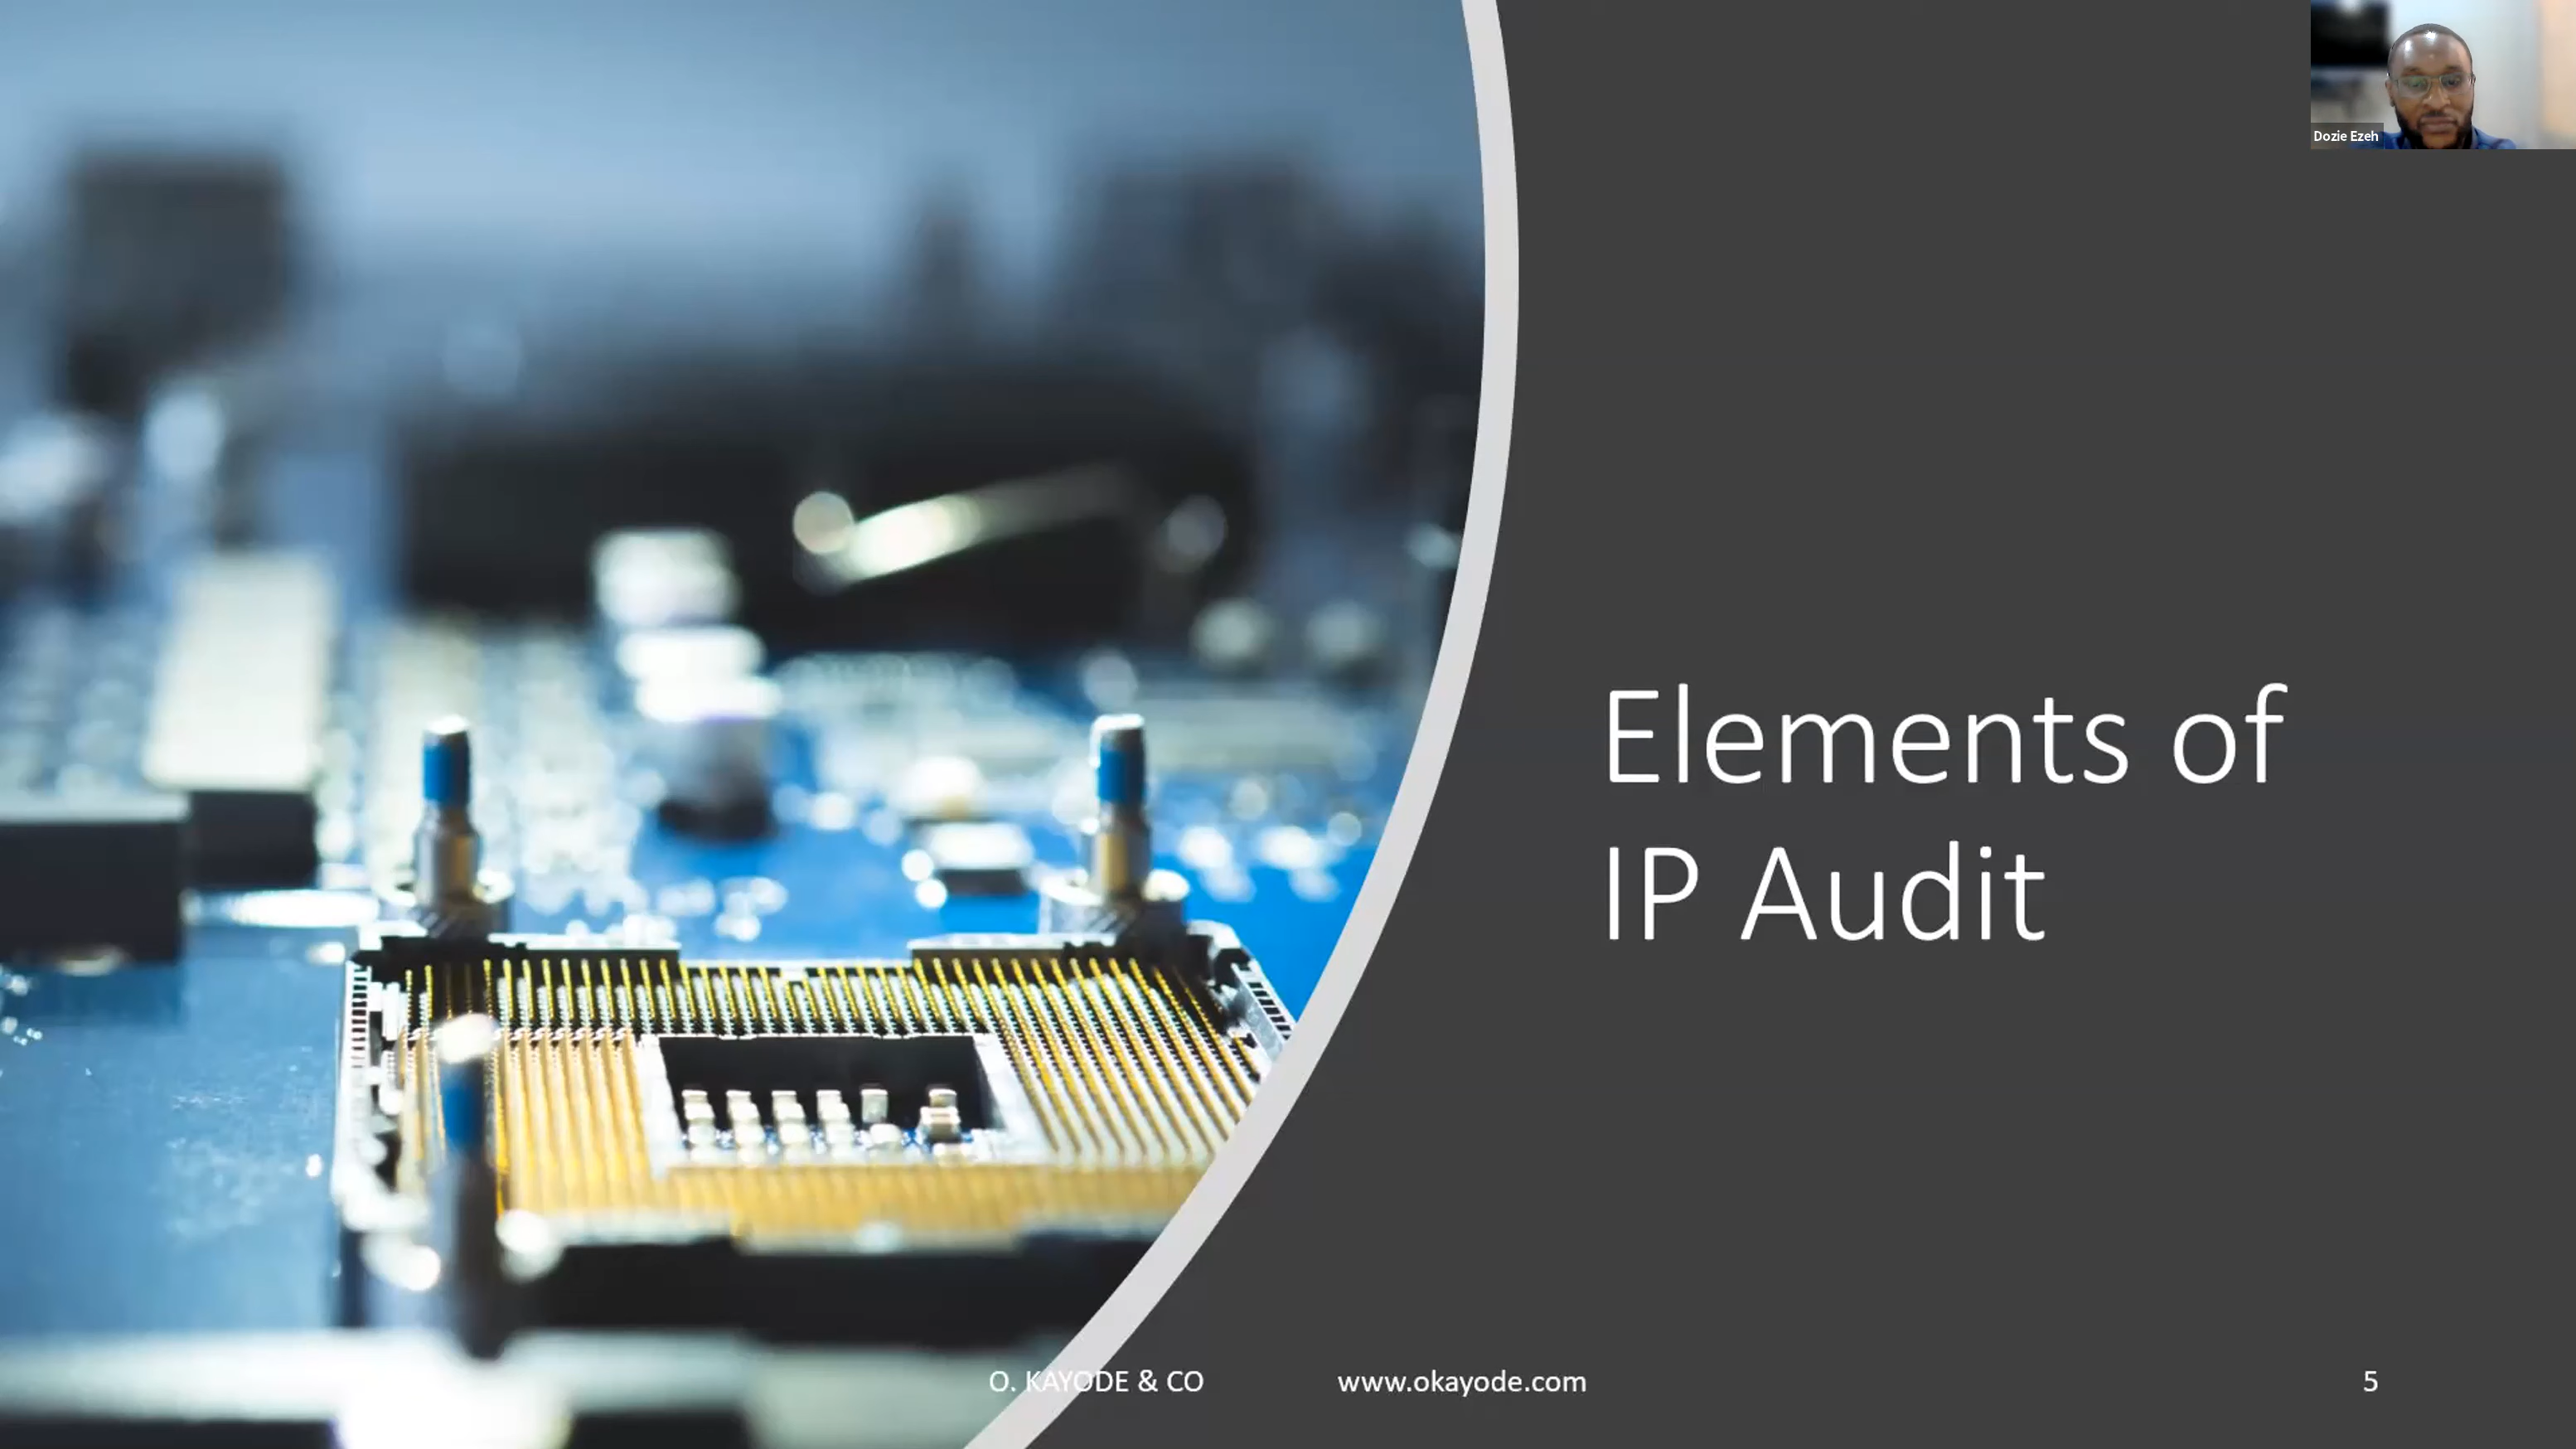 Dozie Ezeh
Elements of
IP Audit
O. KAYODE & CO
www.okayode.com
5